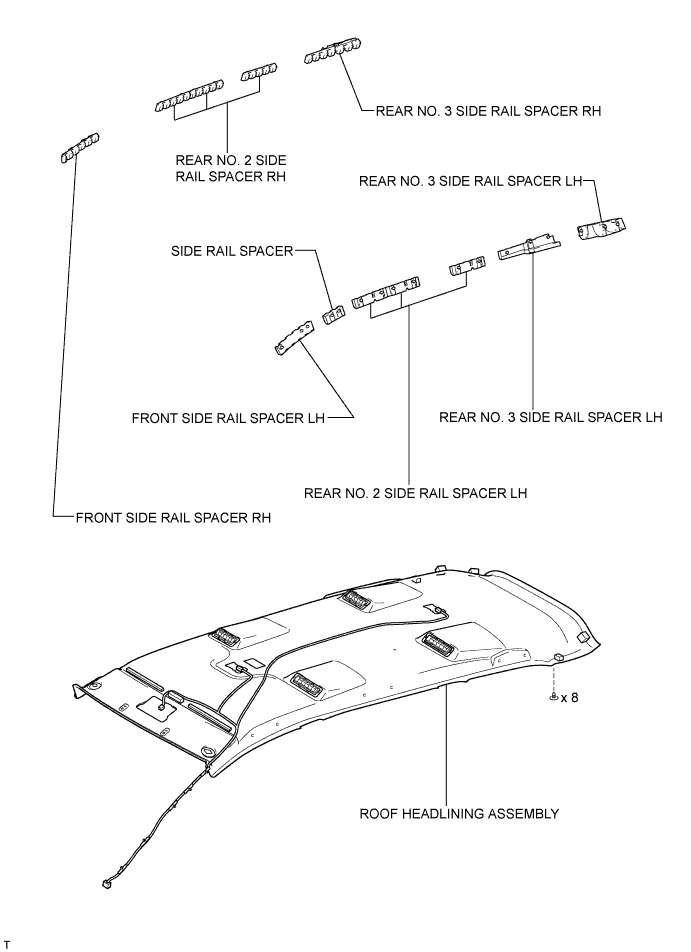 REAR NO. 3 SIDE RAIL SPACER RH
REAR NO. 2 SIDE
RAIL SPACER RH
REAR NO. 3 SIDE RAIL SPACER LH
SIDE RAIL SPACER
FRONT SIDE RAIL SPACER LH
REAR NO. 3 SIDE RAIL SPACER LH
REAR NO. 2 SIDE RAIL SPACER LH
FRONT SIDE RAIL SPACER RH
x 8
ROOF HEADLINING ASSEMBLY
T